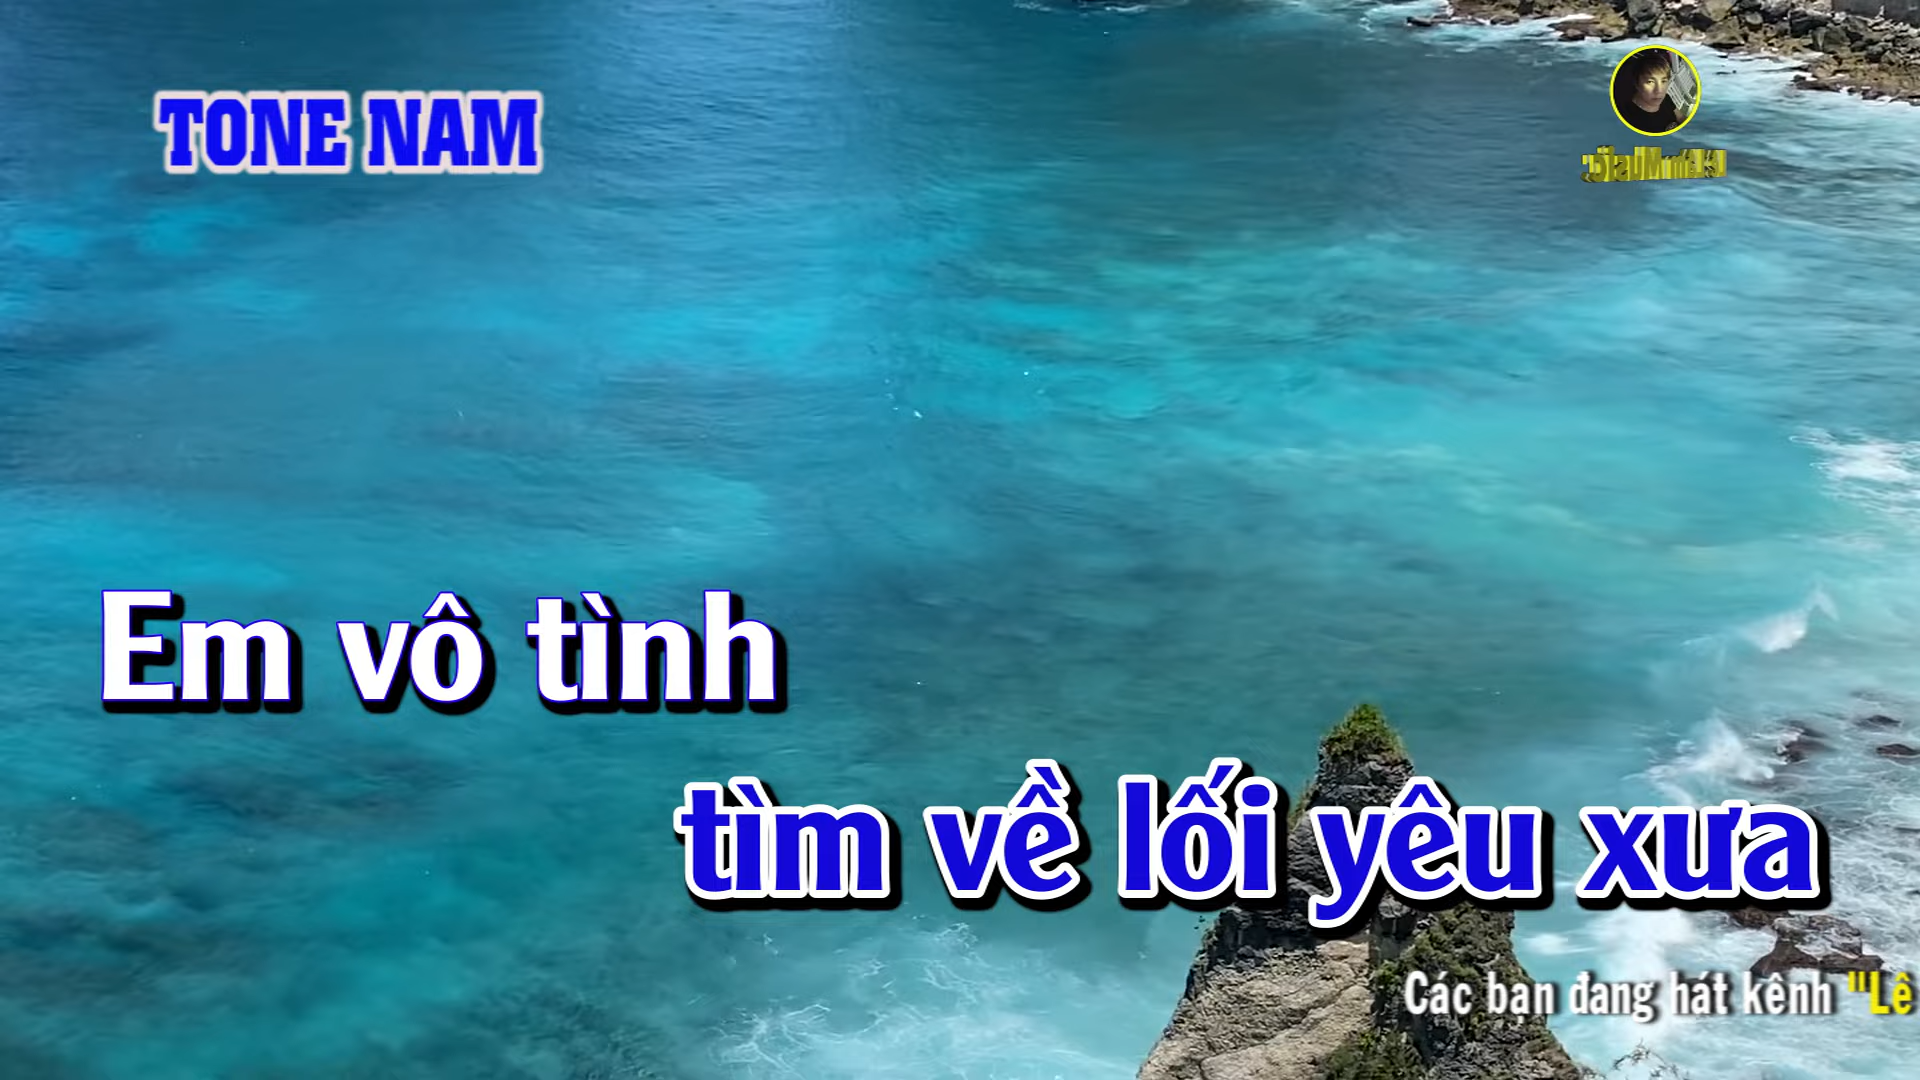 TONE NAM
Em vô tình
tìm về lối yêu xưa
Các bạn đang hát kênh "Lê